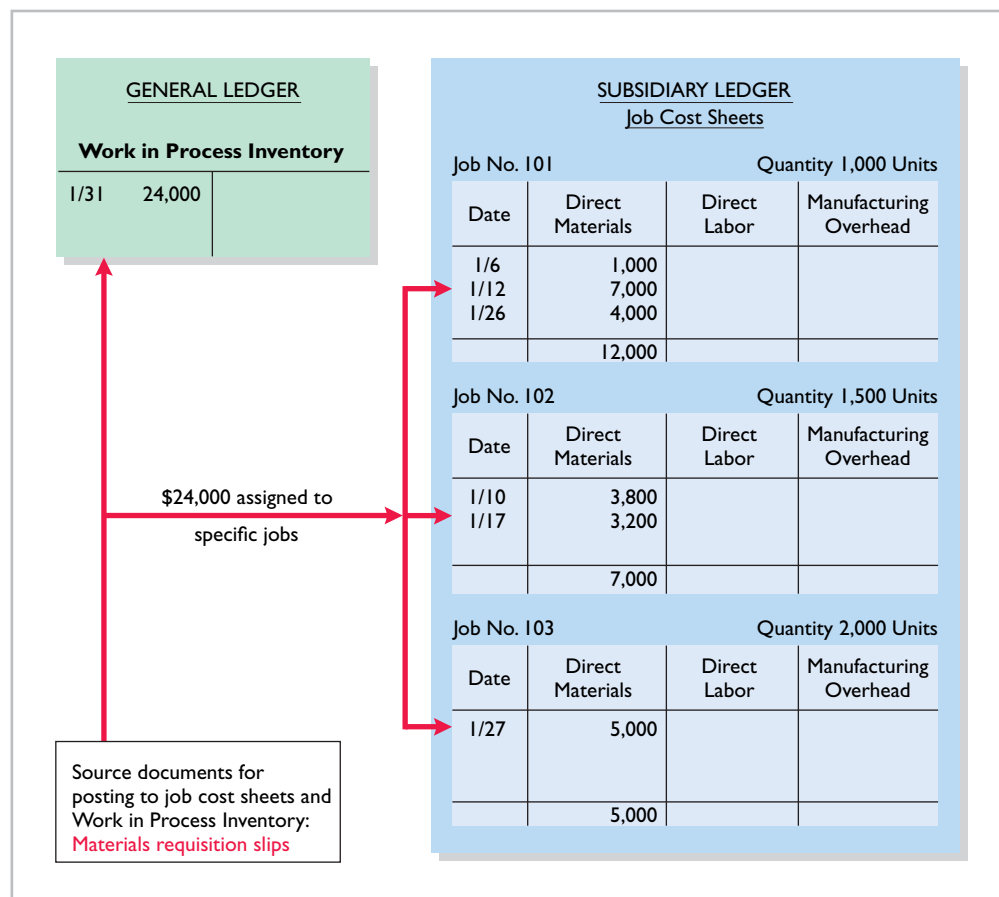 GENERAL LEDGER
Work in Process Inventory
1/31 24,000
$24,000 assigned to
specific jobs
Source documents for
posting to job cost sheets and
Work in Process Inventory:
Materials requisition slips
SUBSIDIARY LEDGER
Job Cost Sheets
Job No. 101 Quantity 1,000 Units
Date Direct Materials Direct Labor Manufacturing Overhead
1/6 1,000
1/12 7,000
1/26 4,000
12,000
Job No. 102 Quantity 1,500 Units
Date Direct Materials Direct Labor Manufacturing Overhead
1/10 3,800
1/17 3,200
7,000
Job No. 103 Quantity 2,000 Units
Date Direct Materials Direct Labor Manufacturing Overhead
1/27 5,000
5,000